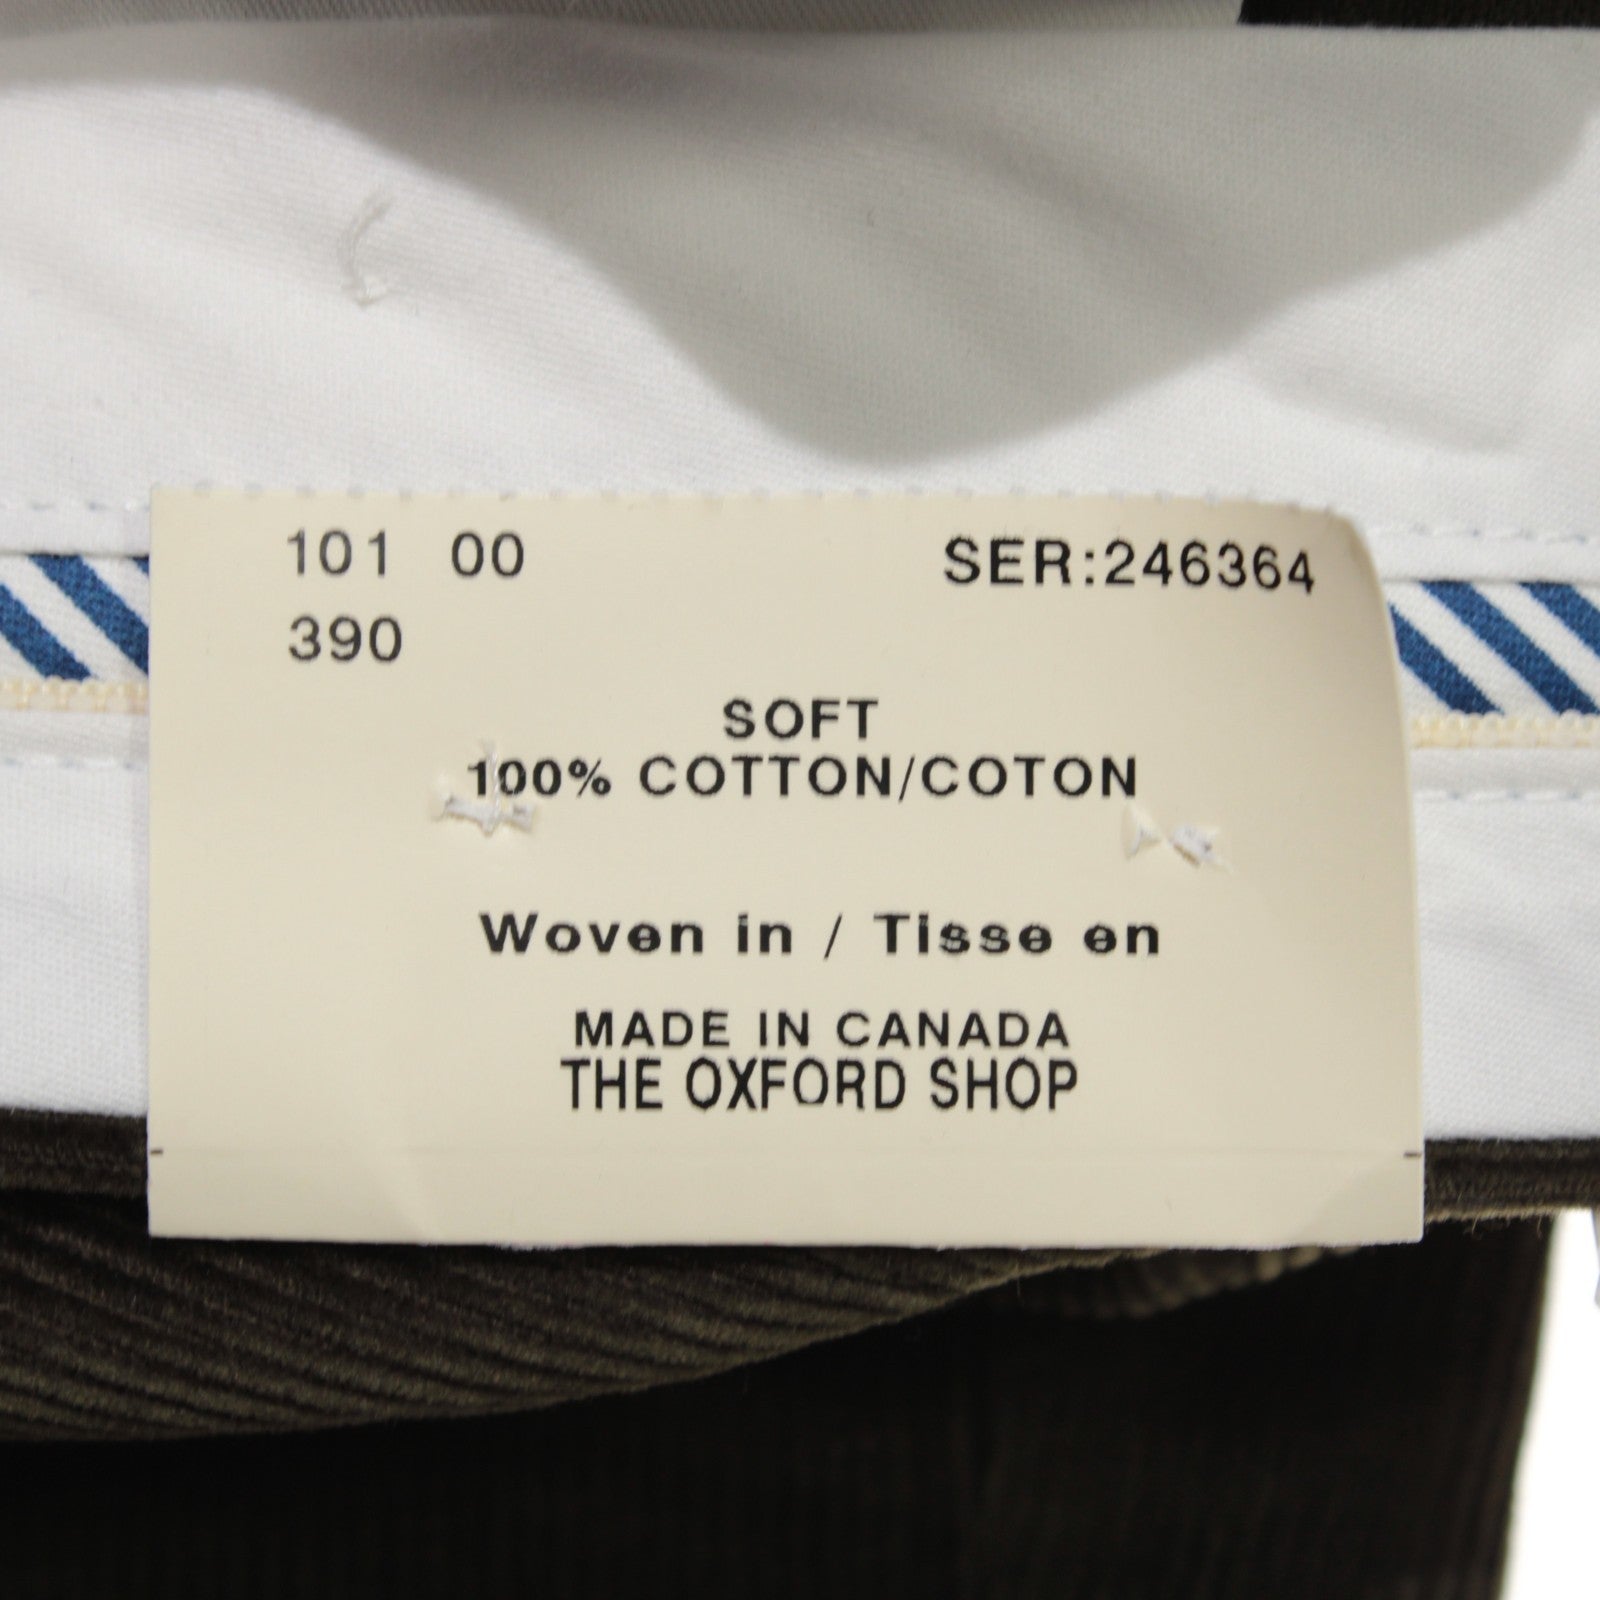 101 00 SER:246364
390
SOFT
100% COTTON/COTON
Woven in / Tisse en
MADE IN CANADA
THE OXFORD SHOP